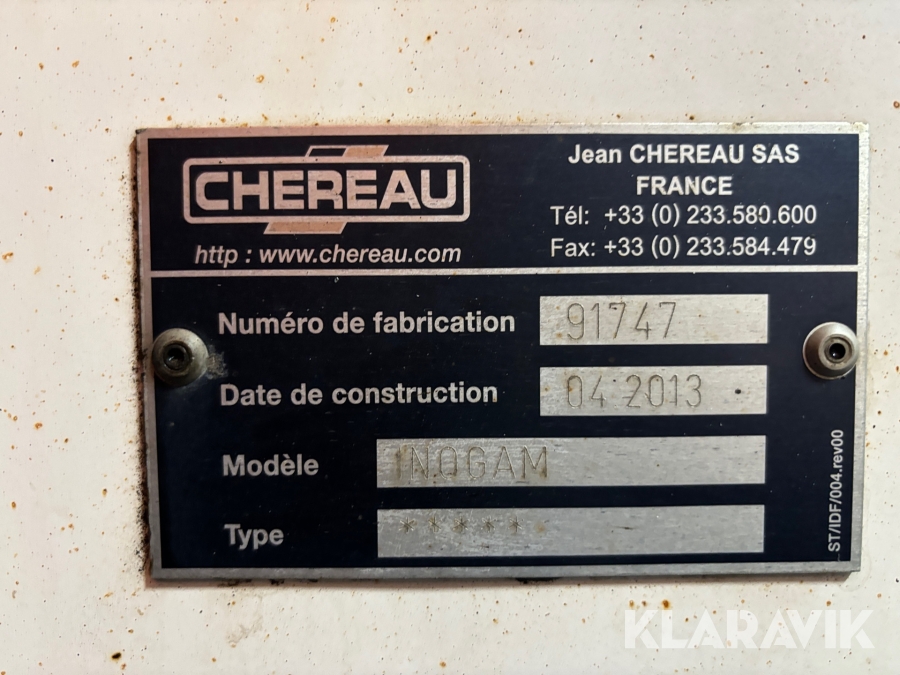 CHEREAU
http : www.chereau.com
Jean CHEREAU SAS
FRANCE
Tél: +33 (0) 233.580.600
Fax: +33 (0) 233.584.479
Numéro de fabrication 91747
Date de construction 04 2013
Modèle INOGAM
Type ******
ST/IDF/004.rev00
KLARAVIK